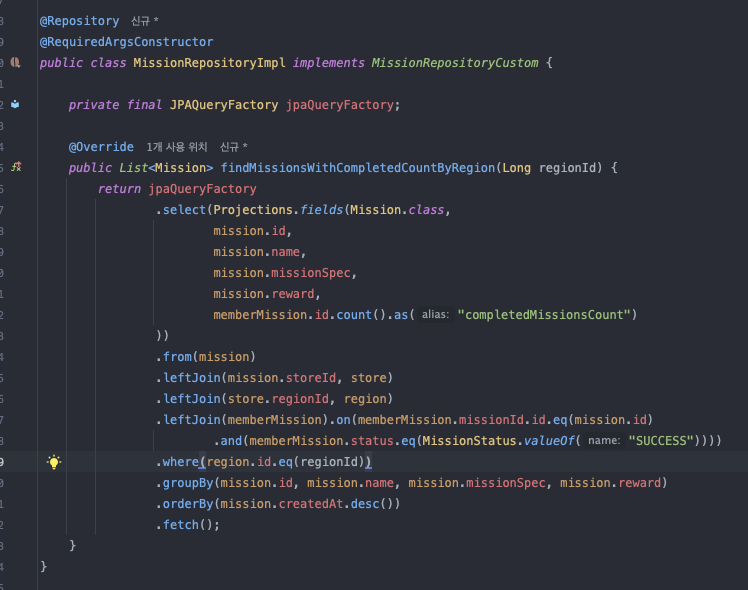 @Repository 신규 *
@RequiredArgsConstructor
public class MissionRepositoryImpl implements MissionRepositoryCustom {
private final JPAQueryFactory jpaQueryFactory;
@Override 1개 사용 위치 신규 *
public List<Mission> findMissionsWithCompletedCountByRegion(Long regionId) {
return jpaQueryFactory
.select(Projections.fields(Mission.class,
mission.id,
mission.name,
mission.missionSpec,
mission.reward,
memberMission.id.count().as( alias: "completedMissionsCount")
))
.from(mission)
.leftJoin(mission.storeId, store)
.leftJoin(store.regionId, region)
.leftJoin(memberMission).on(memberMission.missionId.id.eq(mission.id)
.and(memberMission.status.eq(MissionStatus.valueOf( name: "SUCCESS"))))
.where(region.id.eq(regionId))
.groupBy(mission.id, mission.name, mission.missionSpec, mission.reward)
.orderBy(mission.createdAt.desc())
.fetch();
}
}